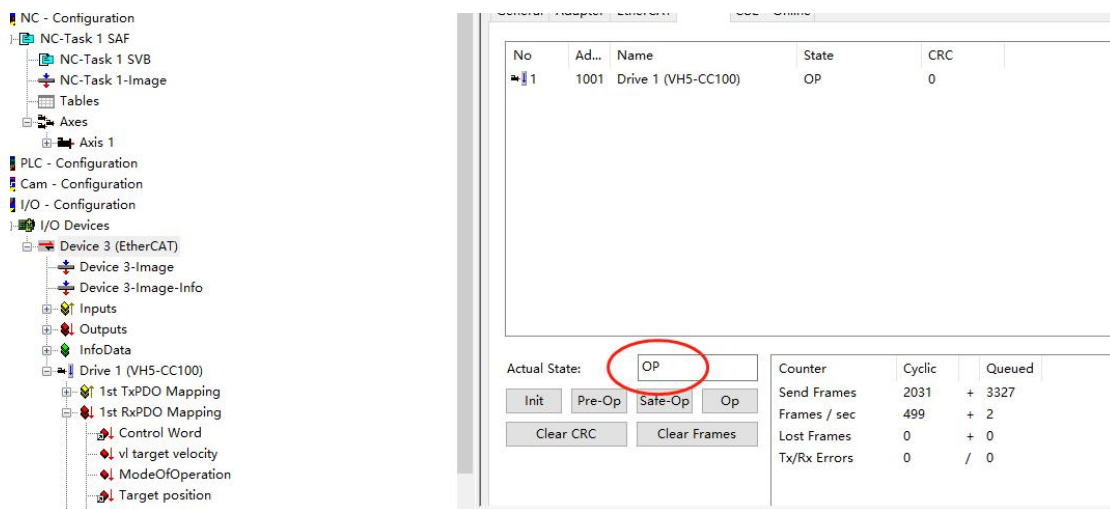 NC - Configuration
NC-Task 1 SAF
NC-Task 1 SVB
NC-Task 1-Image
Tables
Axes
Axis 1
PLC - Configuration
Cam - Configuration
I/O - Configuration
I/O Devices
Device 3 (EtherCAT)
Device 3-Image
Device 3-Image-Info
Inputs
Outputs
InfoData
Drive 1 (VH5-CC100)
1st TxPDO Mapping
1st RxPDO Mapping
Control Word
vl target velocity
ModeOfOperation
Target position
General Adapter EtherCAT Online CoE - Online
No Ad... Name State CRC
1 1001 Drive 1 (VH5-CC100) OP 0
Actual State: OP
Init Pre-Op Safe-Op Op
Clear CRC Clear Frames
Counter Cyclic Queued
Send Frames 2031 + 3327
Frames / sec 499 + 2
Lost Frames 0 + 0
Tx/Rx Errors 0 / 0